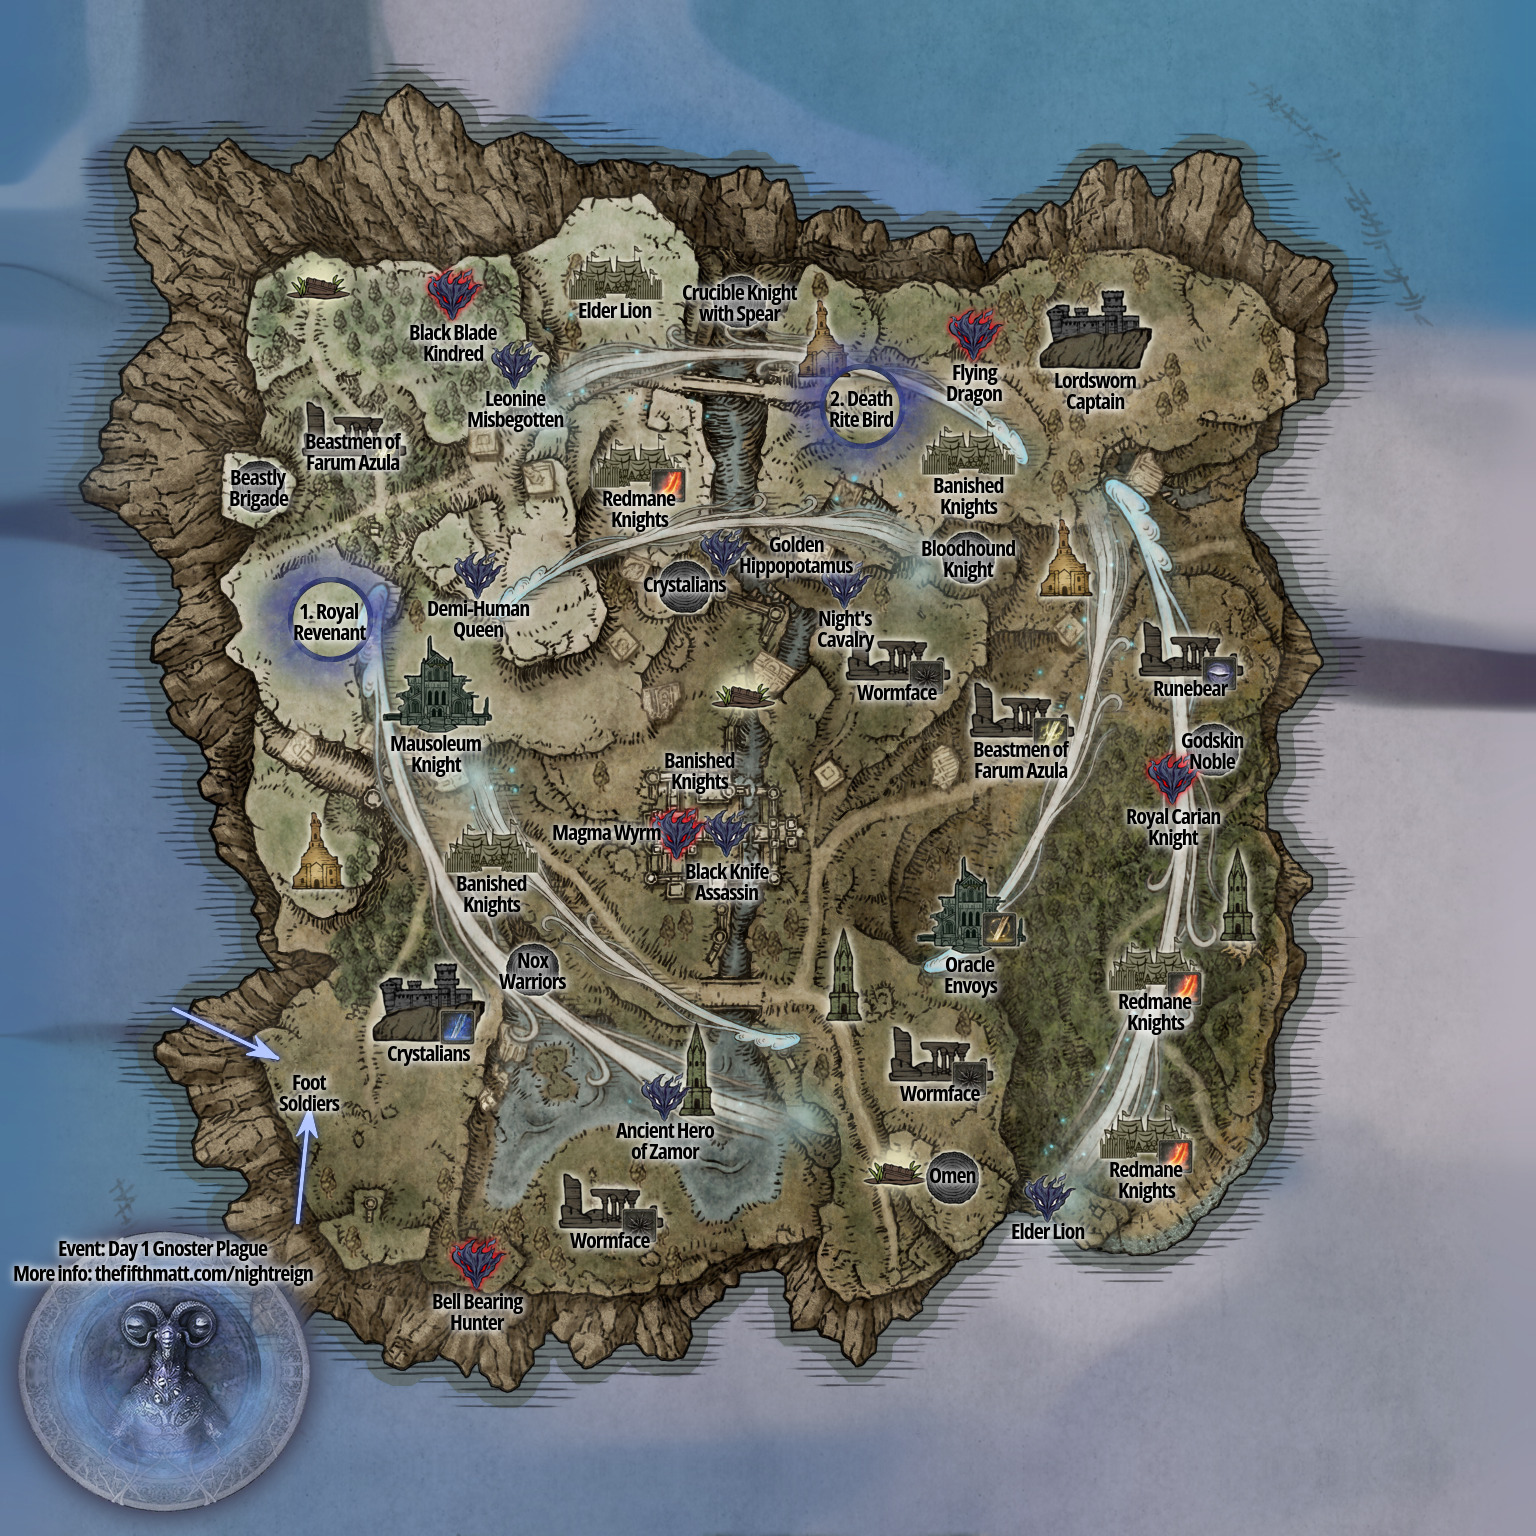 Elder Lion
Crucible Knight
with Spear
Black Blade
Kindred
Leonine
Misbegotten
Flying
Dragon
Lordsworn
Captain
2. Death
Rite Bird
Beastmen of
Farum Azula
Beastly
Brigade
Redmane
Knights
Banished
Knights
Golden
Hippopotamus
Bloodhound
Knight
Crystalians
1. Royal
Revenant
Demi-Human
Queen
Night's
Cavalry
Wormface
Runebear
Mausoleum
Knight
Beastmen of
Farum Azula
Godskin
Noble
Banished
Knights
Magma Wyrm
Royal Carian
Knight
Black Knife
Assassin
Banished
Knights
Nox
Warriors
Oracle
Envoys
Redmane
Knights
Crystalians
Foot
Soldiers
Wormface
Ancient Hero
of Zamor
Omen
Redmane
Knights
Elder Lion
Wormface
Event: Day 1 Gnoster Plague
More info: thefifthmatt.com/nightreign
Bell Bearing
Hunter